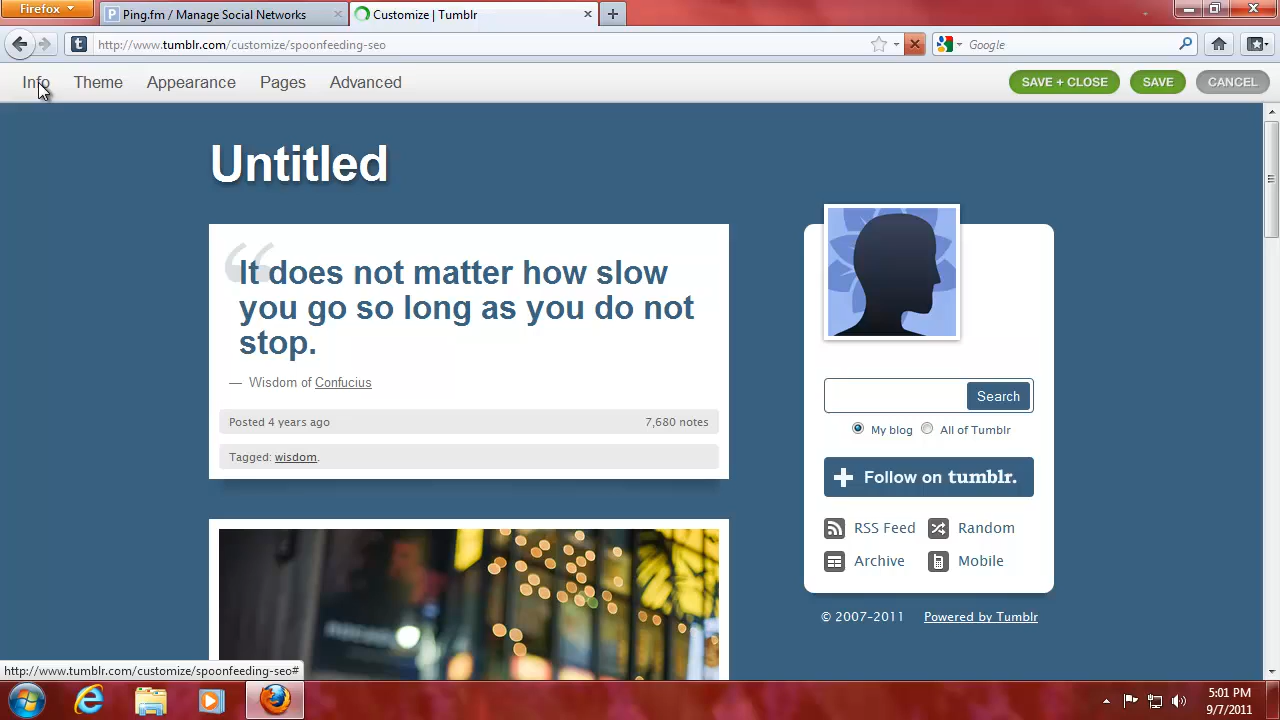 Firefox
Ping.fm / Manage Social Networks
Customize | Tumblr
http://www.tumblr.com/customize/spoonfeeding-seo
Google
Info Theme Appearance Pages Advanced
SAVE + CLOSE SAVE CANCEL
Untitled
“ It does not matter how slow
you go so long as you do not
stop.
— Wisdom of Confucius
Posted 4 years ago 7,680 notes
Tagged: wisdom.
Search
My blog All of Tumblr
Follow on tumblr.
RSS Feed Random
Archive Mobile
© 2007–2011 Powered by Tumblr
http://www.tumblr.com/customize/spoonfeeding-seo#
5:01 PM
9/7/2011